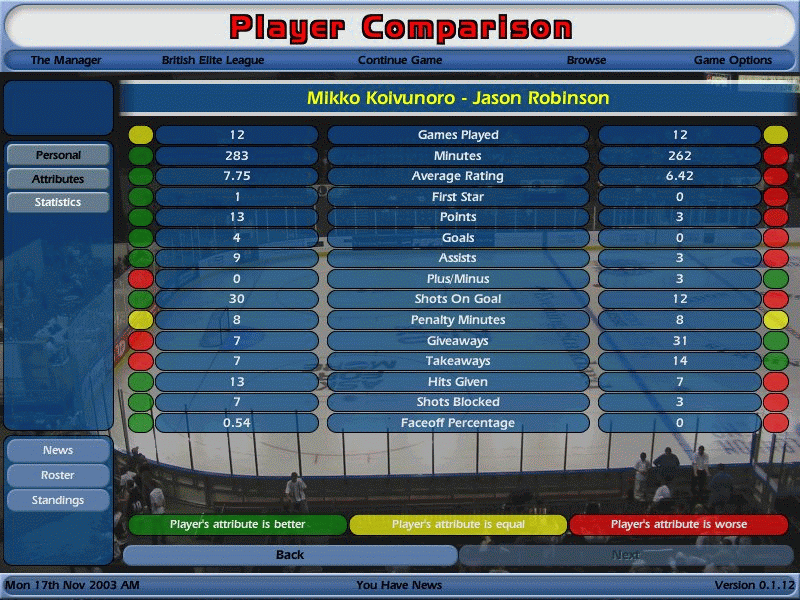 Player Comparison
The Manager British Elite League Continue Game Browse Game Options
Mikko Koivunoro - Jason Robinson
12 Games Played 12
Personal
283 Minutes 262
7.75 Average Rating 6.42
Attributes
1 First Star 0
Statistics
13 Points 3
4 Goals 0
9 Assists 3
0 Plus/Minus 3
30 Shots On Goal 12
8 Penalty Minutes 8
7 Giveaways 31
7 Takeaways 14
13 Hits Given 7
7 Shots Blocked 3
0.54 Faceoff Percentage 0
News
Roster
Standings
Player's attribute is better Player's attribute is equal Player's attribute is worse
Back Next
Mon 17th Nov 2003 AM You Have News Version 0.1.12